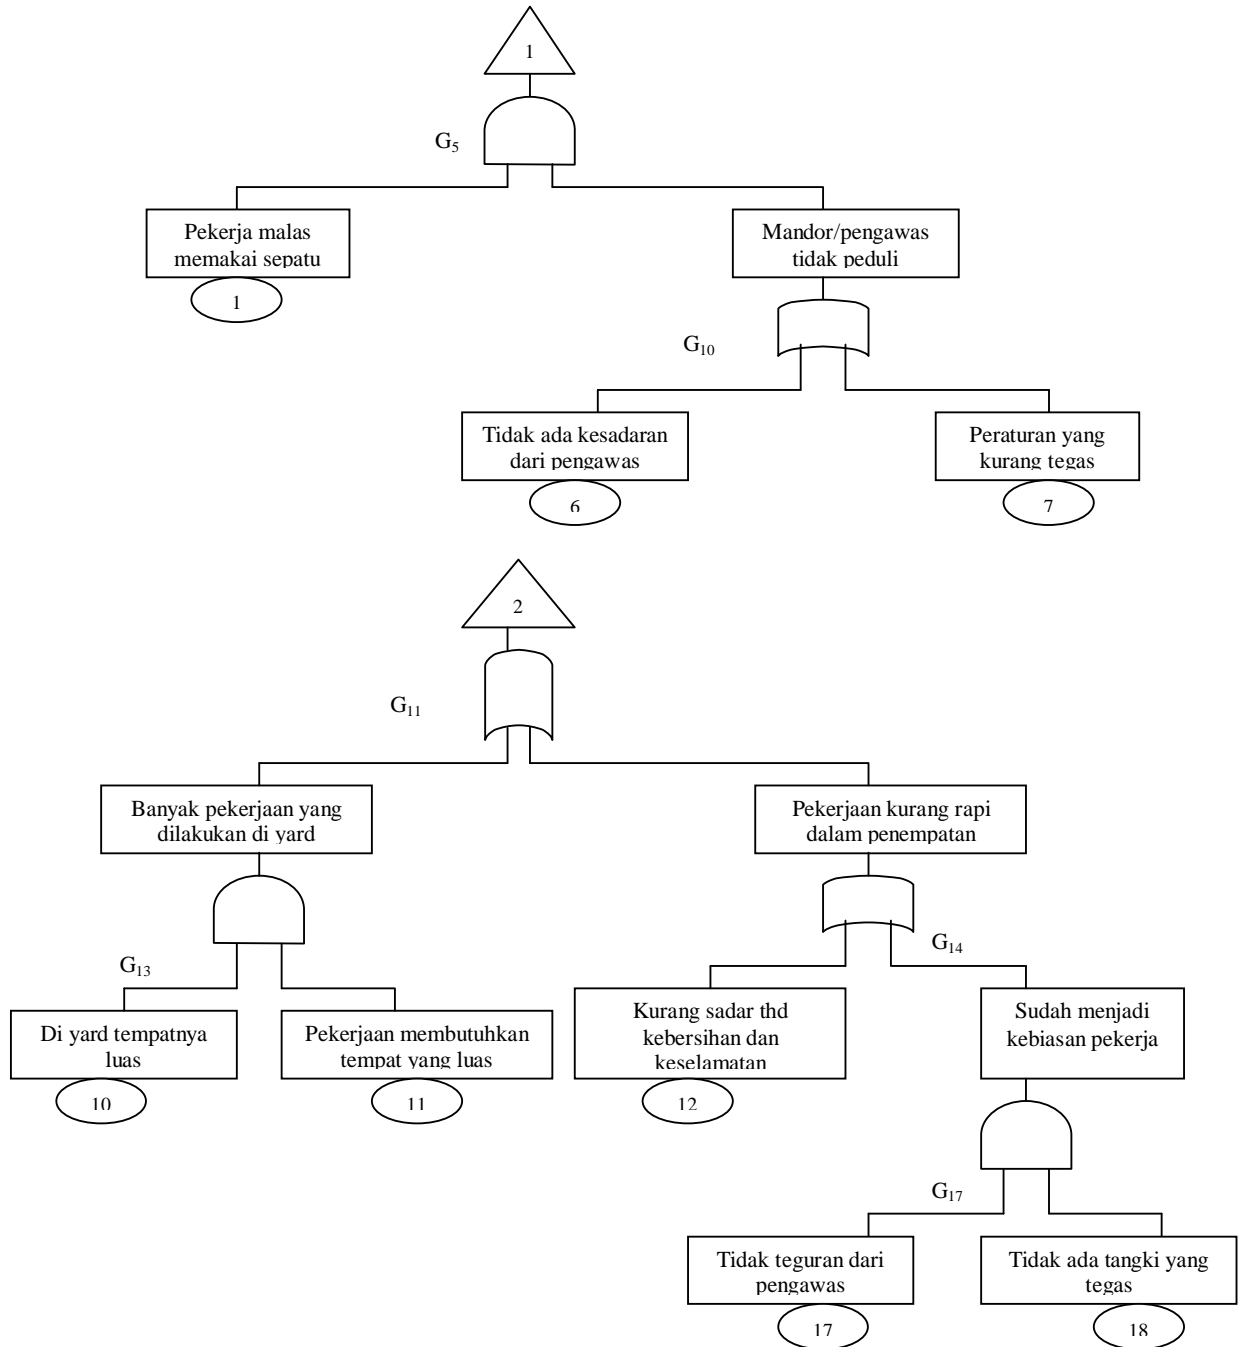 1
G₅
Pekerja malas
memakai sepatu
1
Mandor/pengawas
tidak peduli
G₁₀
Tidak ada kesadaran
dari pengawas
6
Peraturan yang
kurang tegas
7
2
G₁₁
Banyak pekerjaan yang
dilakukan di yard
Pekerjaan kurang rapi
dalam penempatan
G₁₃
G₁₄
Di yard tempatnya
luas
10
Pekerjaan membutuhkan
tempat yang luas
11
Kurang sadar thd
kebersihan dan
keselamatan
12
Sudah menjadi
kebiasan pekerja
G₁₇
Tidak teguran dari
pengawas
17
Tidak ada tangki yang
tegas
18